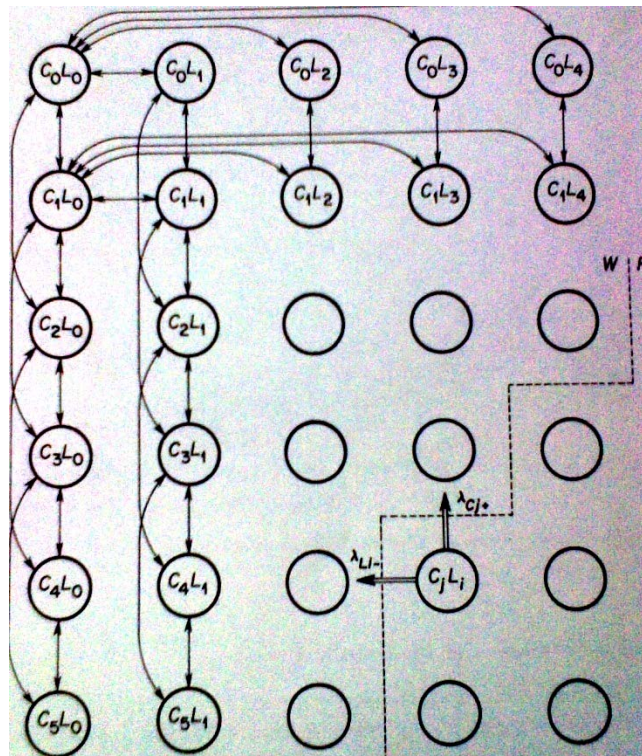 C₀L₀ C₀L₁ C₀L₂ C₀L₃ C₀L₄
C₁L₀ C₁L₁ C₁L₂ C₁L₃ C₁L₄
W
C₂L₀ C₂L₁
C₃L₀ C₃L₁
λCj+
λLi-
C₄L₀ C₄L₁ CjLi
C₅L₀ C₅L₁